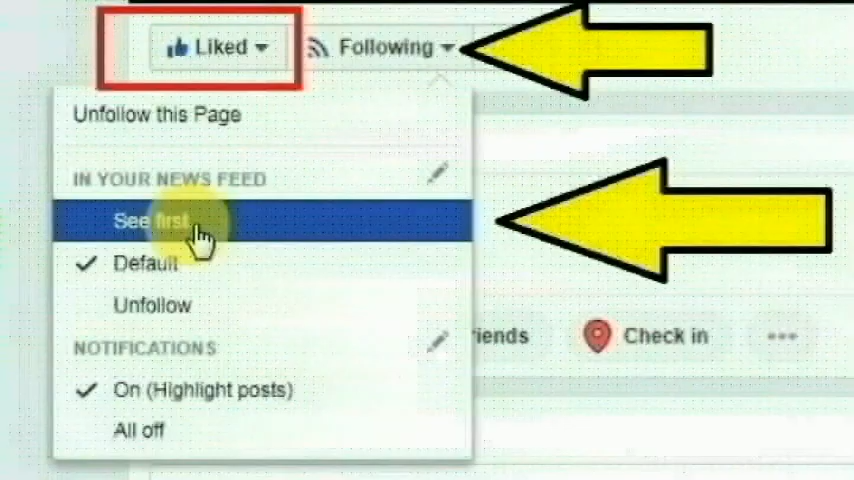 Liked Following
Unfollow this Page
IN YOUR NEWS FEED
See first
Default
Unfollow
riends Check in
NOTIFICATIONS
On (Highlight posts)
All off